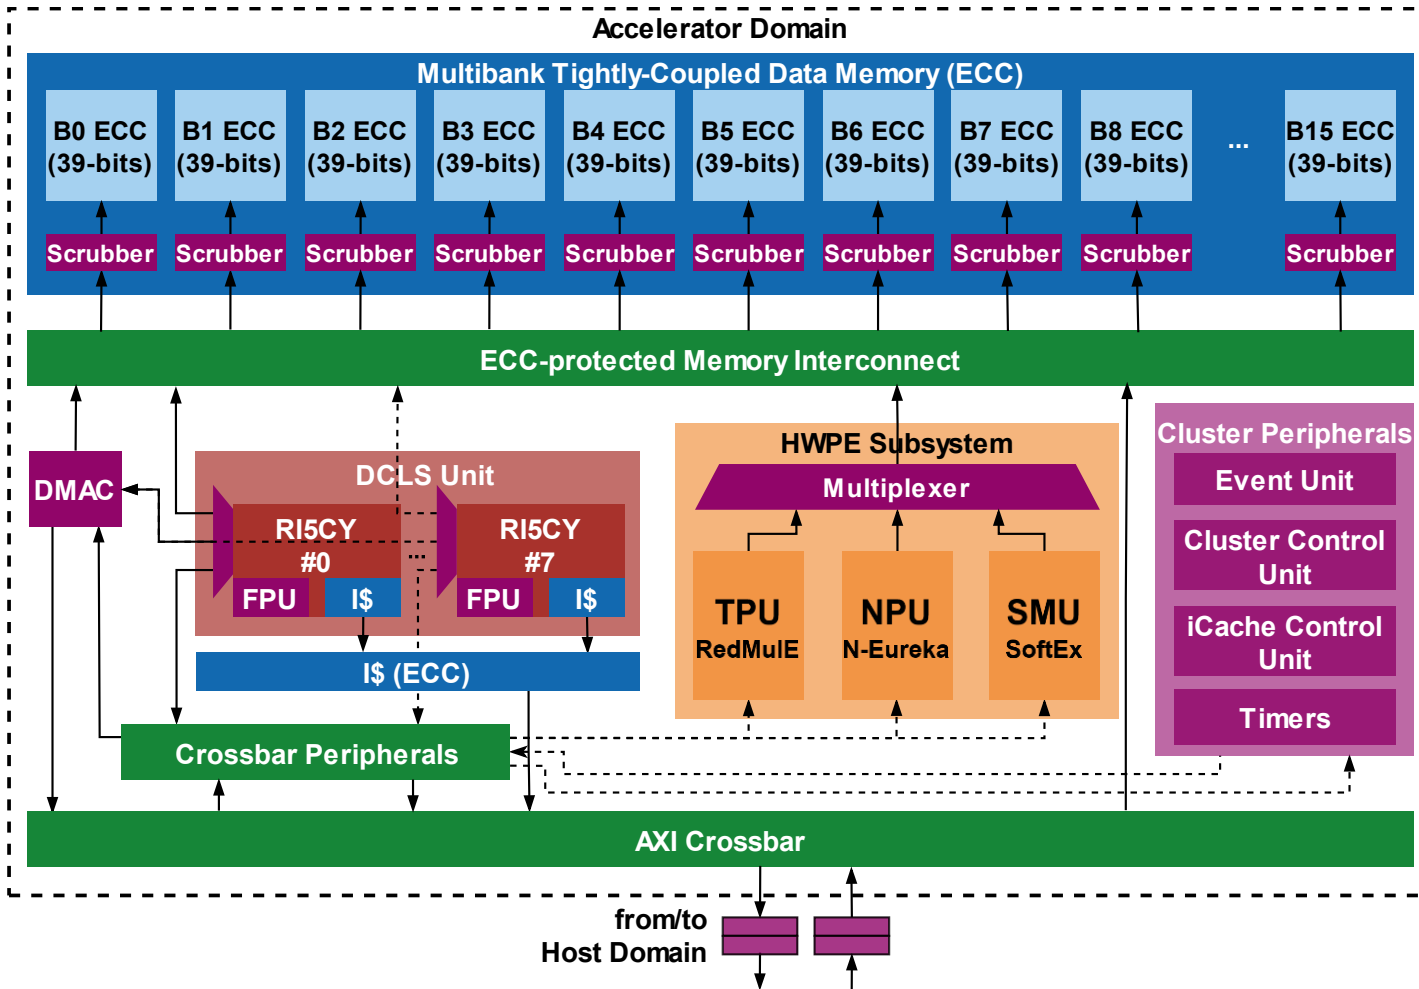 Accelerator Domain
Multibank Tightly-Coupled Data Memory (ECC)
B0 ECC
(39-bits)
B1 ECC
(39-bits)
B2 ECC
(39-bits)
B3 ECC
(39-bits)
B4 ECC
(39-bits)
B5 ECC
(39-bits)
B6 ECC
(39-bits)
B7 ECC
(39-bits)
B8 ECC
(39-bits)
...
B15 ECC
(39-bits)
Scrubber
Scrubber
Scrubber
Scrubber
Scrubber
Scrubber
Scrubber
Scrubber
Scrubber
Scrubber
ECC-protected Memory Interconnect
DMAC
DCLS Unit
RI5CY
#0
FPU
I$
...
RI5CY
#7
FPU
I$
I$ (ECC)
HWPE Subsystem
Multiplexer
TPU
RedMulE
NPU
N-Eureka
SMU
SoftEx
Cluster Peripherals
Event Unit
Cluster Control
Unit
iCache Control
Unit
Timers
Crossbar Peripherals
AXI Crossbar
from/to
Host Domain